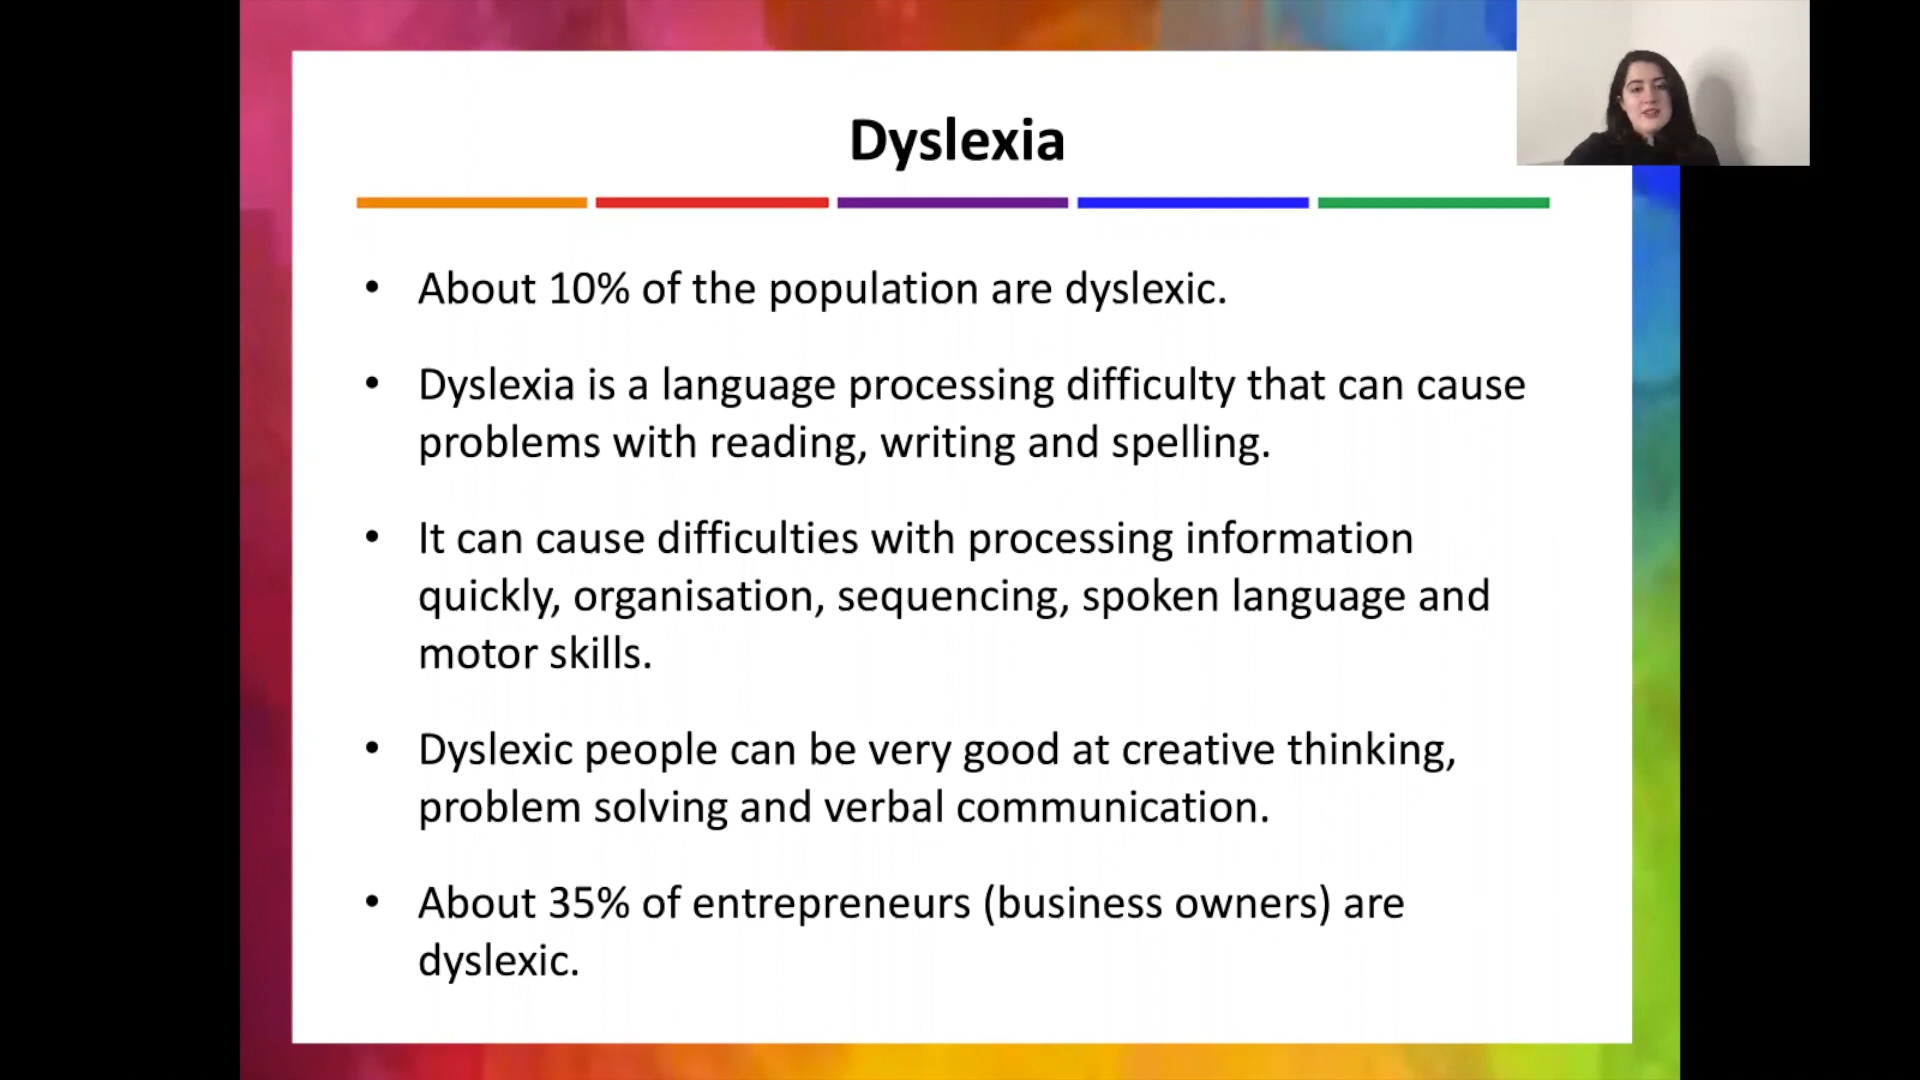 Dyslexia
• About 10% of the population are dyslexic.
• Dyslexia is a language processing difficulty that can cause
problems with reading, writing and spelling.
• It can cause difficulties with processing information
quickly, organisation, sequencing, spoken language and
motor skills.
• Dyslexic people can be very good at creative thinking,
problem solving and verbal communication.
• About 35% of entrepreneurs (business owners) are
dyslexic.